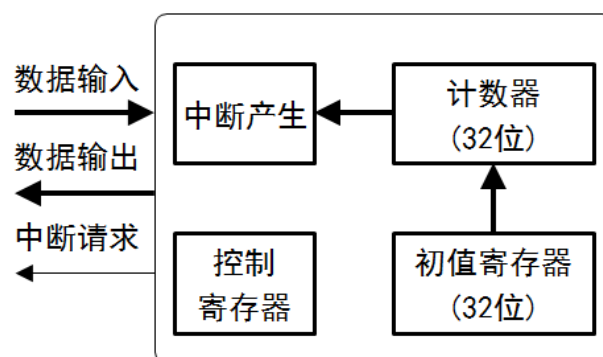 数据输入
数据输出
中断请求
中断产生
计数器
(32位)
控制
寄存器
初值寄存器
(32位)